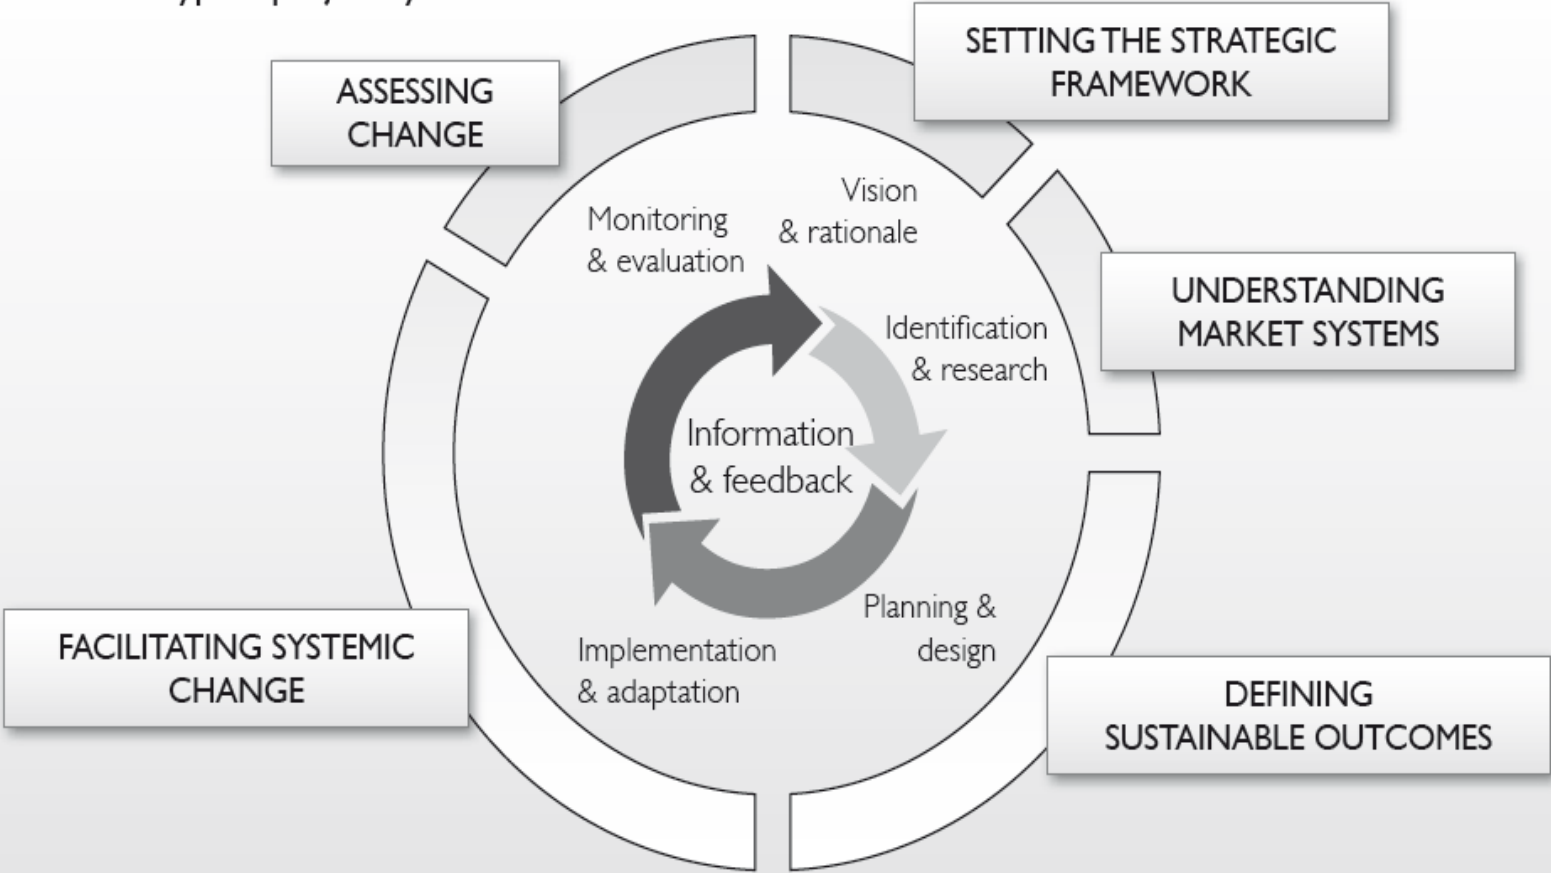 SETTING THE STRATEGIC
FRAMEWORK
ASSESSING
CHANGE
Vision
& rationale
Monitoring
& evaluation
UNDERSTANDING
MARKET SYSTEMS
Identification
& research
Information
& feedback
Planning &
design
Implementation
& adaptation
FACILITATING SYSTEMIC
CHANGE
DEFINING
SUSTAINABLE OUTCOMES